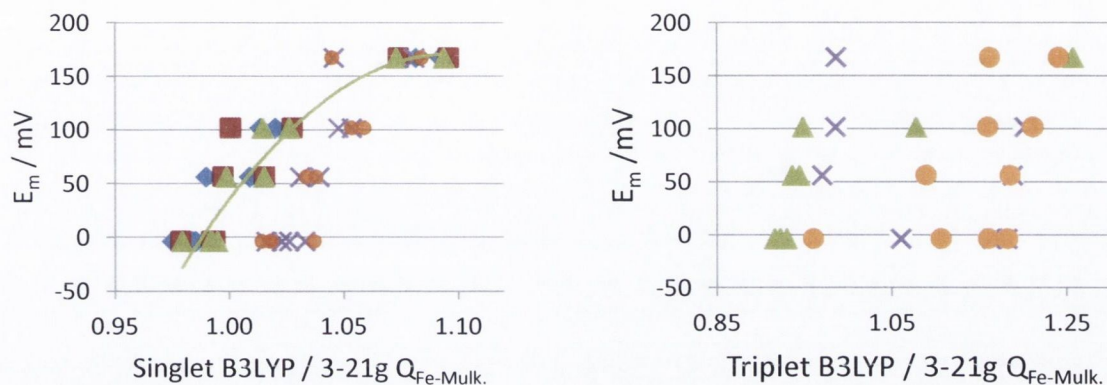 200
150
100
50
0
-50
E_m / mV
0.95 1.00 1.05 1.10
Singlet B3LYP / 3-21g Q_Fe-Mulk.
200
150
100
50
0
-50
E_m /mV
0.85 1.05 1.25
Triplet B3LYP / 3-21g Q_Fe-Mulk.